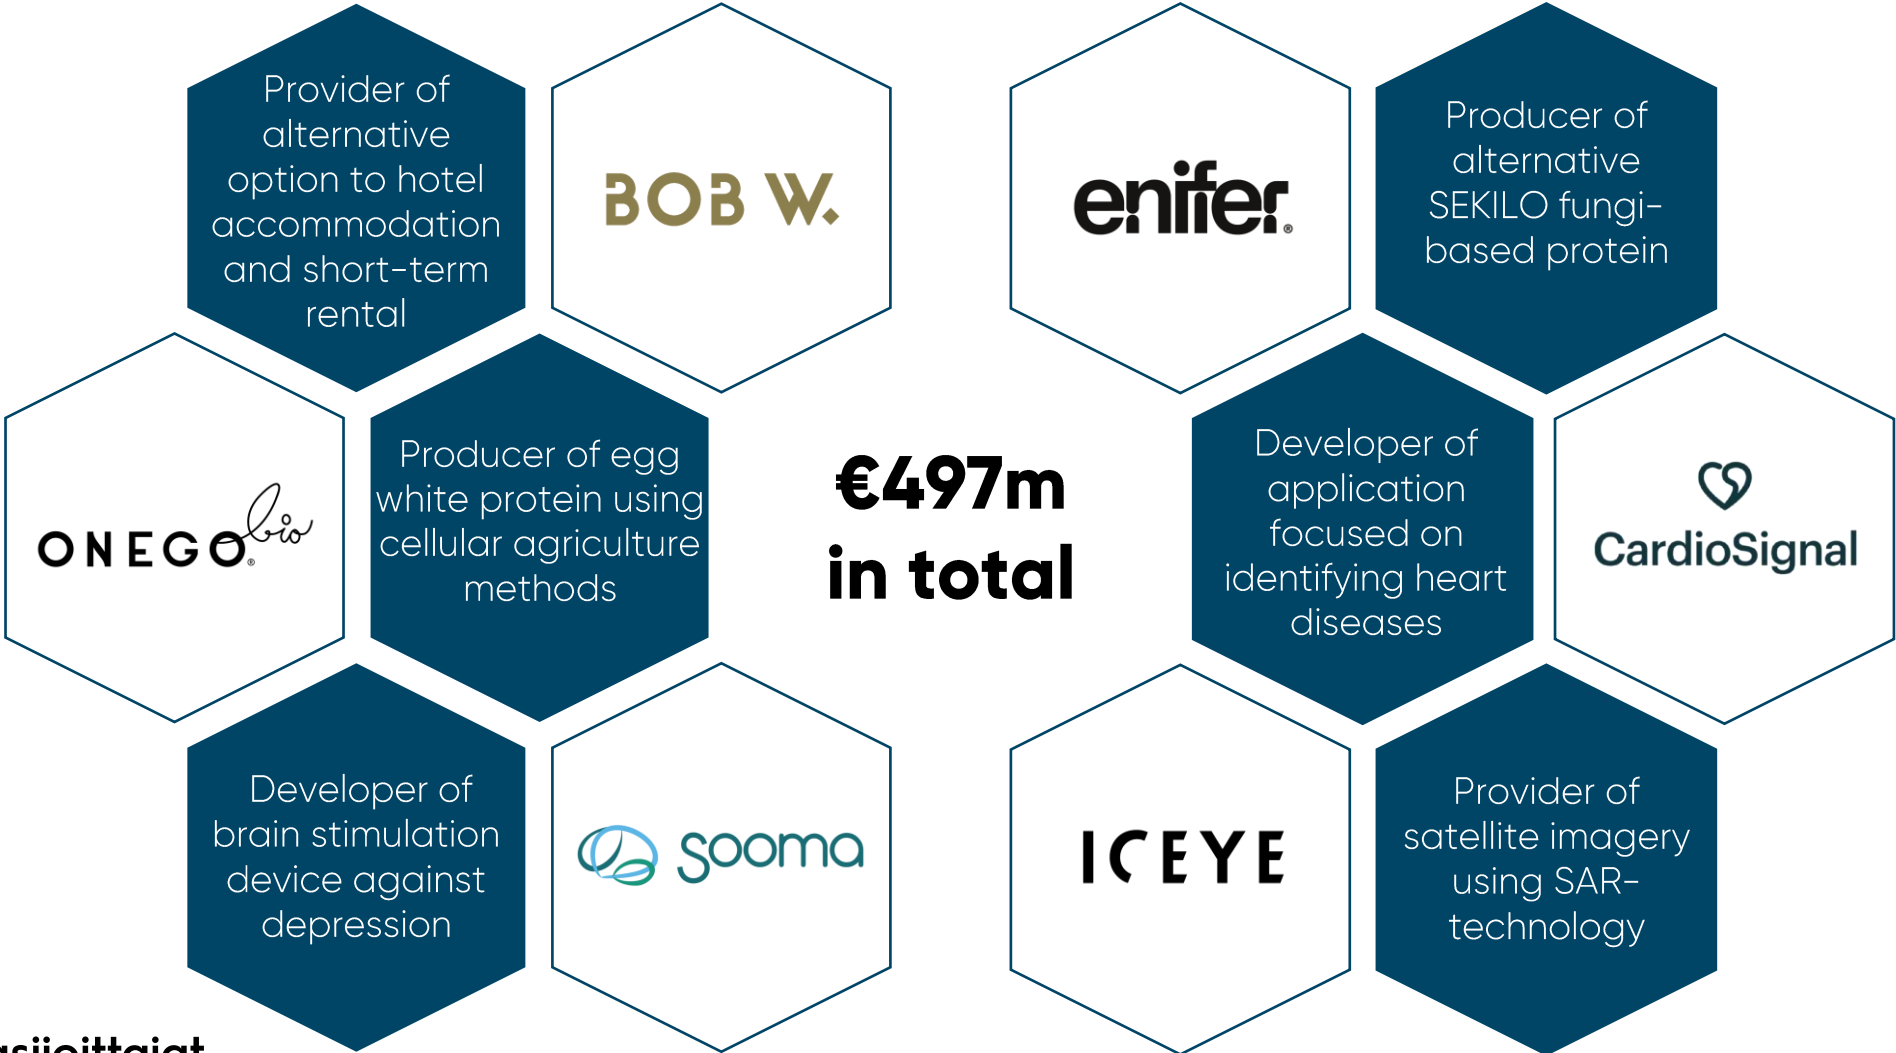 Provider of
alternative
option to hotel
accommodation
and short-term
rental
BOB W.
enifer®
Producer of
alternative
SEKILO fungi-
based protein
ONEGO bio®
Producer of egg
white protein using
cellular agriculture
methods
€497m
in total
Developer of
application
focused on
identifying heart
diseases
CardioSignal
Developer of
brain stimulation
device against
depression
sooma
ICEYE
Provider of
satellite imagery
using SAR-
technology